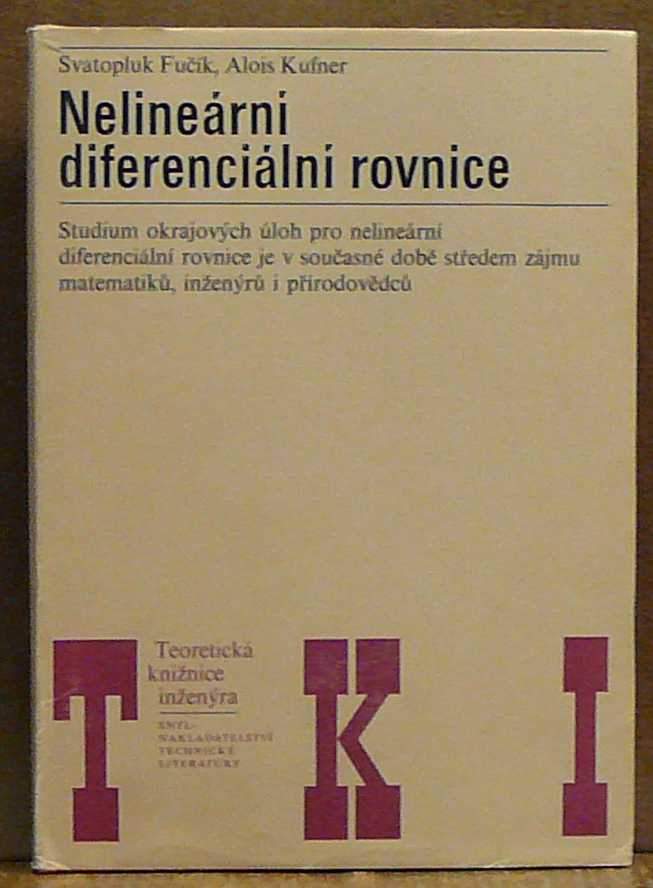 Svatopluk Fučík, Alois Kufner
Nelineární
diferenciální rovnice
Studium okrajových úloh pro nelineární
diferenciální rovnice je v současné době středem zájmu
matematiků, inženýrů i přírodovědců
Teoretická
knižnice
inženýra
SNTL-
NAKLADATELSTVÍ
TECHNICKÉ
LITERATURY
T K I